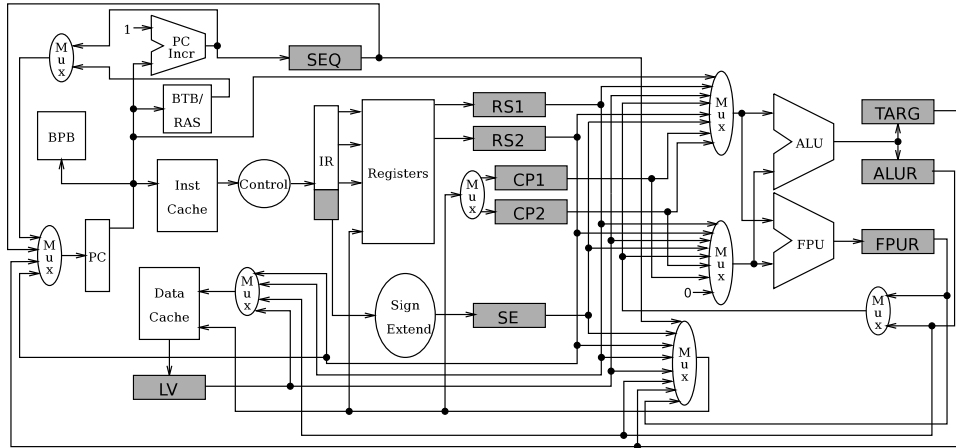 1
PC
Incr
M
u
x
SEQ
BTB/
RAS
BPB
RS1
RS2
M
u
x
TARG
ALU
ALUR
IR
Registers
Inst
Cache
Control
M
u
x
CP1
CP2
M
u
x
PC
M
u
x
FPU
FPUR
0
Data
Cache
M
u
x
Sign
Extend
SE
M
u
x
M
u
x
LV